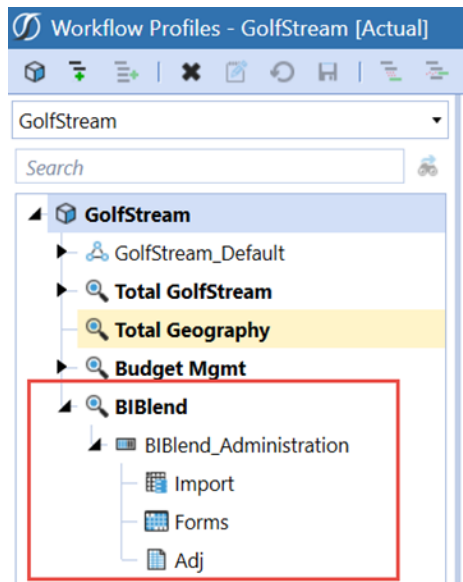 Workflow Profiles - GolfStream [Actual]
GolfStream
Search
GolfStream
GolfStream_Default
Total GolfStream
Total Geography
Budget Mgmt
BIBlend
BIBlend_Administration
Import
Forms
Adj